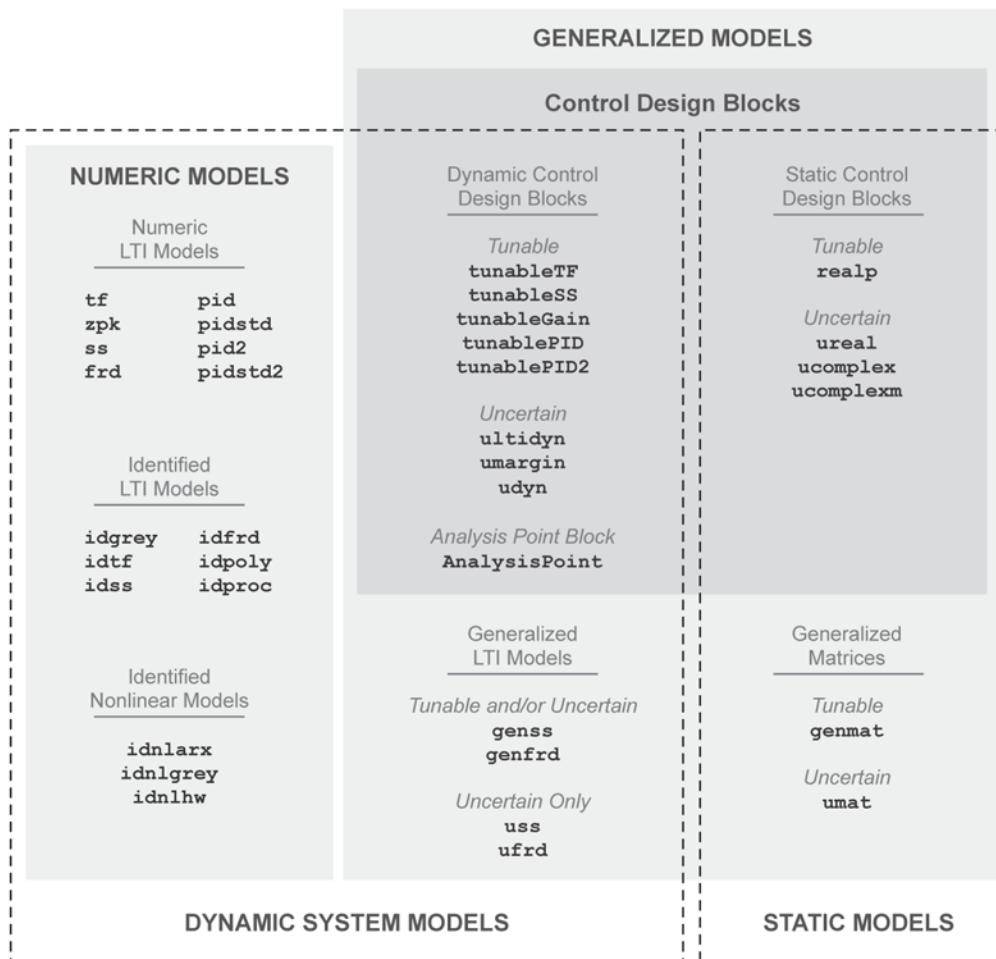 GENERALIZED MODELS
Control Design Blocks
NUMERIC MODELS
Numeric
LTI Models
tf pid
zpk pidstd
ss pid2
frd pidstd2
Identified
LTI Models
idgrey idfrd
idtf idpoly
idss idproc
Identified
Nonlinear Models
idnlarx
idnlgrey
idnlhw
Dynamic Control
Design Blocks
Tunable
tunableTF
tunableSS
tunableGain
tunablePID
tunablePID2
Uncertain
ultidyn
umargin
udyn
Analysis Point Block
AnalysisPoint
Generalized
LTI Models
Tunable and/or Uncertain
genss
genfrd
Uncertain Only
uss
ufrd
Static Control
Design Blocks
Tunable
realp
Uncertain
ureal
ucomplex
ucomplexm
Generalized
Matrices
Tunable
genmat
Uncertain
umat
DYNAMIC SYSTEM MODELS
STATIC MODELS